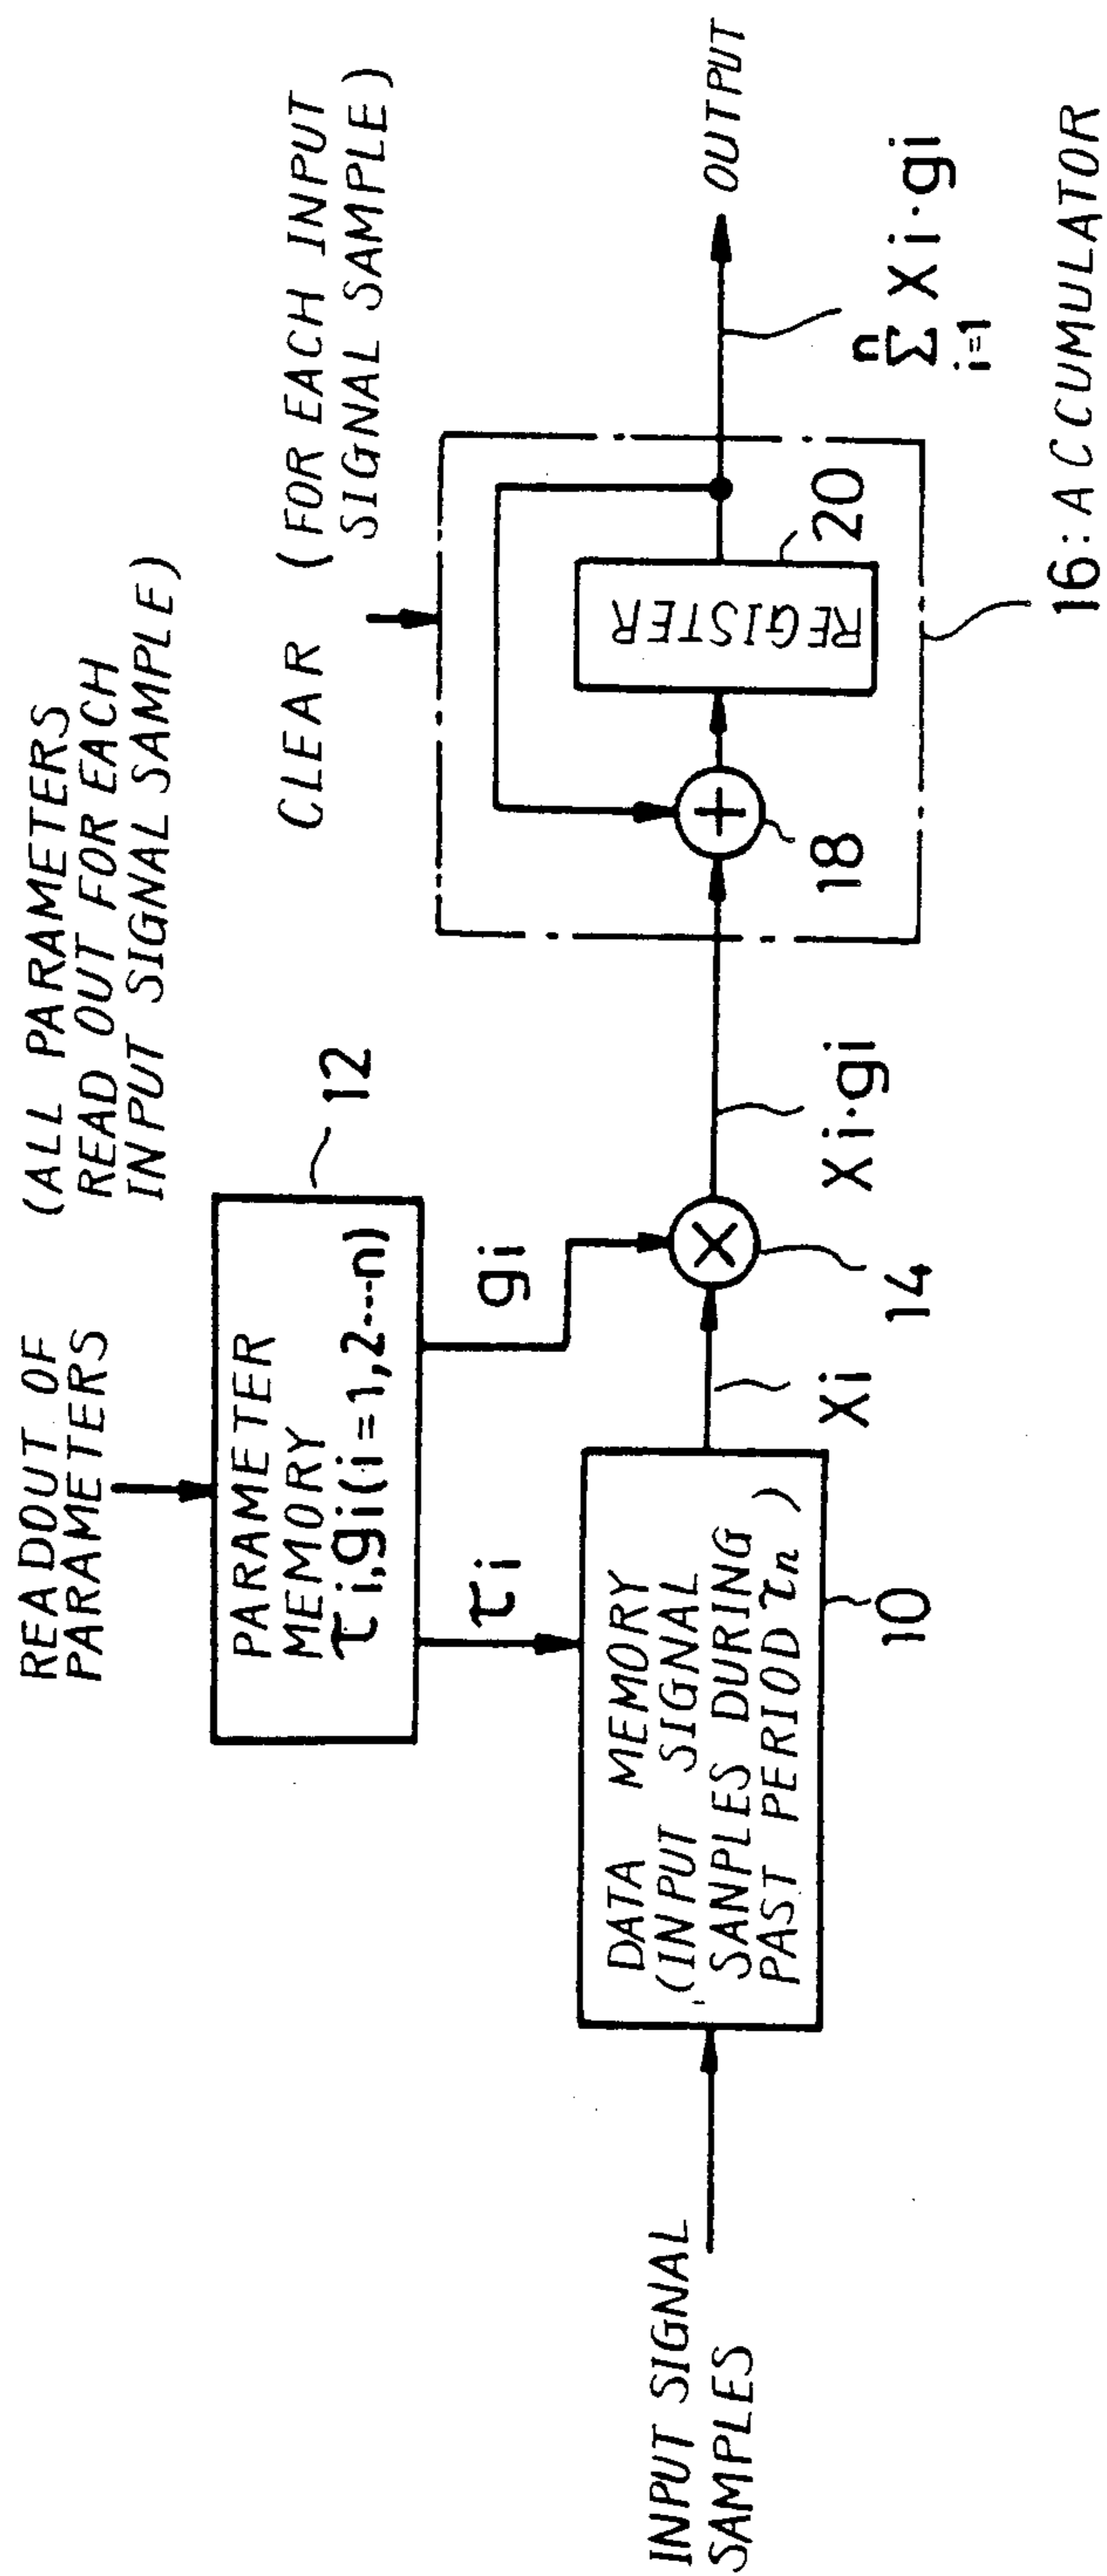 READOUT OF
PARAMETERS
(ALL PARAMETERS
READ OUT FOR EACH
INPUT SIGNAL SAMPLE)
PARAMETER
MEMORY
τi,gi(i=1,2---n)
12
CLEAR
(FOR EACH INPUT
SIGNAL SAMPLE)
τi
gi
INPUT SIGNAL
SAMPLES
DATA MEMORY
(INPUT SIGNAL
SANPLES DURING
PAST PERIOD τn)
10
Xi
14
Xi·gi
18
REGISTER
20
OUTPUT
n
Σ Xi·gi
i=1
16: ACCUMULATOR